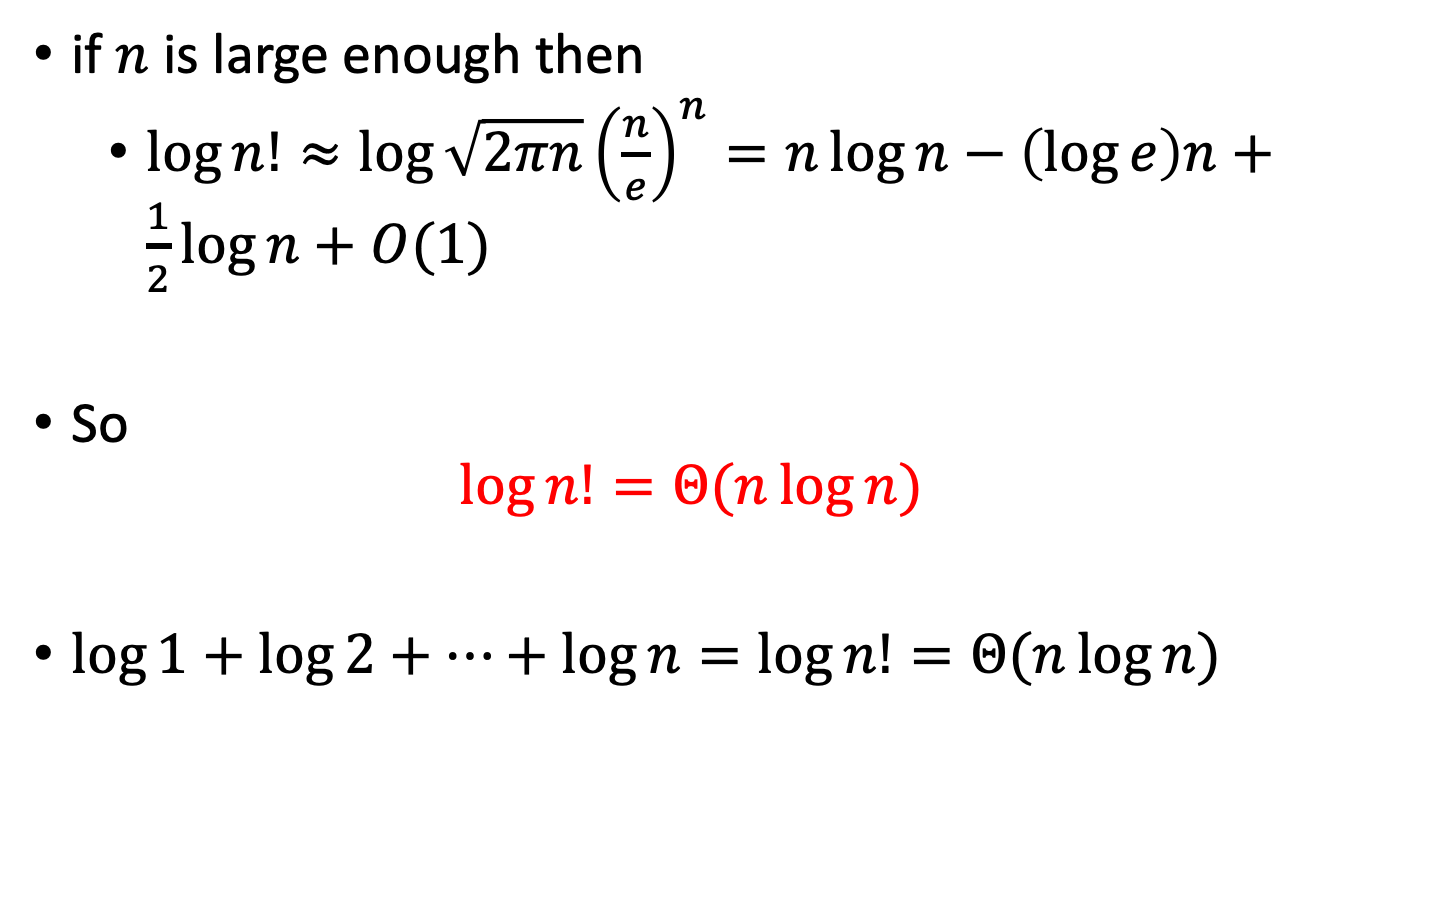 • if 𝑛 is large enough then
• log 𝑛! ≈ log √(2𝜋𝑛) (𝑛/𝑒)^𝑛 = 𝑛 log 𝑛 − (log 𝑒)𝑛 +
1/2 log 𝑛 + 𝑂(1)
• So
log 𝑛! = Θ(𝑛 log 𝑛)
• log 1 + log 2 + ⋯ + log 𝑛 = log 𝑛! = Θ(𝑛 log 𝑛)